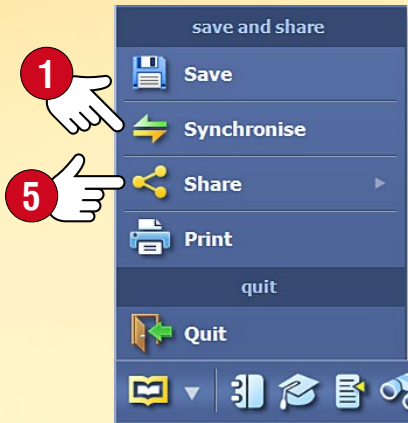 save and share
1
Save
Synchronise
5
Share
Print
quit
Quit